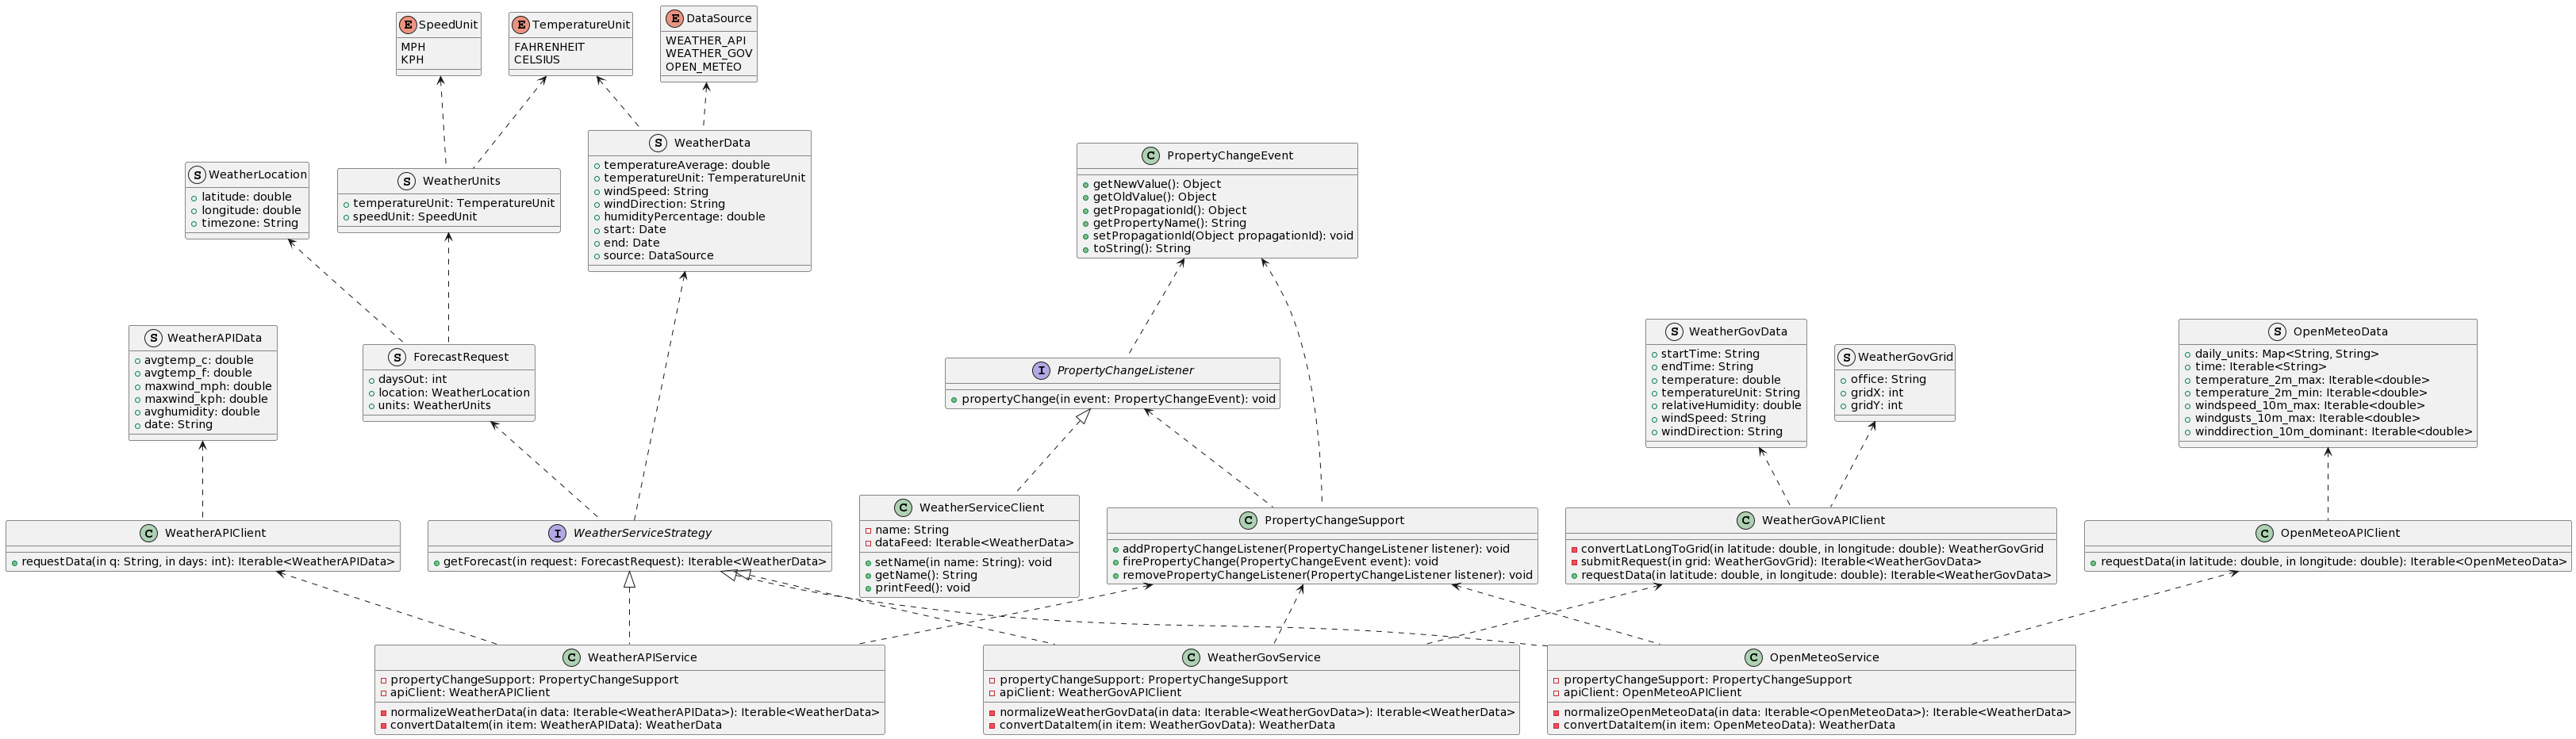 E SpeedUnit
MPH
KPH
E TemperatureUnit
FAHRENHEIT
CELSIUS
E DataSource
WEATHER_API
WEATHER_GOV
OPEN_METEO
S WeatherLocation
latitude: double
longitude: double
timezone: String
S WeatherUnits
temperatureUnit: TemperatureUnit
speedUnit: SpeedUnit
S WeatherData
temperatureAverage: double
temperatureUnit: TemperatureUnit
windSpeed: String
windDirection: String
humidityPercentage: double
start: Date
end: Date
source: DataSource
C PropertyChangeEvent
getNewValue(): Object
getOldValue(): Object
getPropagationId(): Object
getPropertyName(): String
setPropagationId(Object propagationId): void
toString(): String
S WeatherAPIData
avgtemp_c: double
avgtemp_f: double
maxwind_mph: double
maxwind_kph: double
avghumidity: double
date: String
S ForecastRequest
daysOut: int
location: WeatherLocation
units: WeatherUnits
I PropertyChangeListener
propertyChange(in event: PropertyChangeEvent): void
S WeatherGovData
startTime: String
endTime: String
temperature: double
temperatureUnit: String
relativeHumidity: double
windSpeed: String
windDirection: String
S WeatherGovGrid
office: String
gridX: int
gridY: int
S OpenMeteoData
daily_units: Map<String, String>
time: Iterable<String>
temperature_2m_max: Iterable<double>
temperature_2m_min: Iterable<double>
windspeed_10m_max: Iterable<double>
windgusts_10m_max: Iterable<double>
winddirection_10m_dominant: Iterable<double>
C WeatherAPIClient
requestData(in q: String, in days: int): Iterable<WeatherAPIData>
I WeatherServiceStrategy
getForecast(in request: ForecastRequest): Iterable<WeatherData>
C WeatherServiceClient
name: String
dataFeed: Iterable<WeatherData>
setName(in name: String): void
getName(): String
printFeed(): void
C PropertyChangeSupport
addPropertyChangeListener(PropertyChangeListener listener): void
firePropertyChange(PropertyChangeEvent event): void
removePropertyChangeListener(PropertyChangeListener listener): void
C WeatherGovAPIClient
convertLatLongToGrid(in latitude: double, in longitude: double): WeatherGovGrid
submitRequest(in grid: WeatherGovGrid): Iterable<WeatherGovData>
requestData(in latitude: double, in longitude: double): Iterable<WeatherGovData>
C OpenMeteoAPIClient
requestData(in latitude: double, in longitude: double): Iterable<OpenMeteoData>
C WeatherAPIService
propertyChangeSupport: PropertyChangeSupport
apiClient: WeatherAPIClient
normalizeWeatherData(in data: Iterable<WeatherAPIData>): Iterable<WeatherData>
convertDataItem(in item: WeatherAPIData): WeatherData
C WeatherGovService
propertyChangeSupport: PropertyChangeSupport
apiClient: WeatherGovAPIClient
normalizeWeatherGovData(in data: Iterable<WeatherGovData>): Iterable<WeatherData>
convertDataItem(in item: WeatherGovData): WeatherData
C OpenMeteoService
propertyChangeSupport: PropertyChangeSupport
apiClient: OpenMeteoAPIClient
normalizeOpenMeteoData(in data: Iterable<OpenMeteoData>): Iterable<WeatherData>
convertDataItem(in item: OpenMeteoData): WeatherData